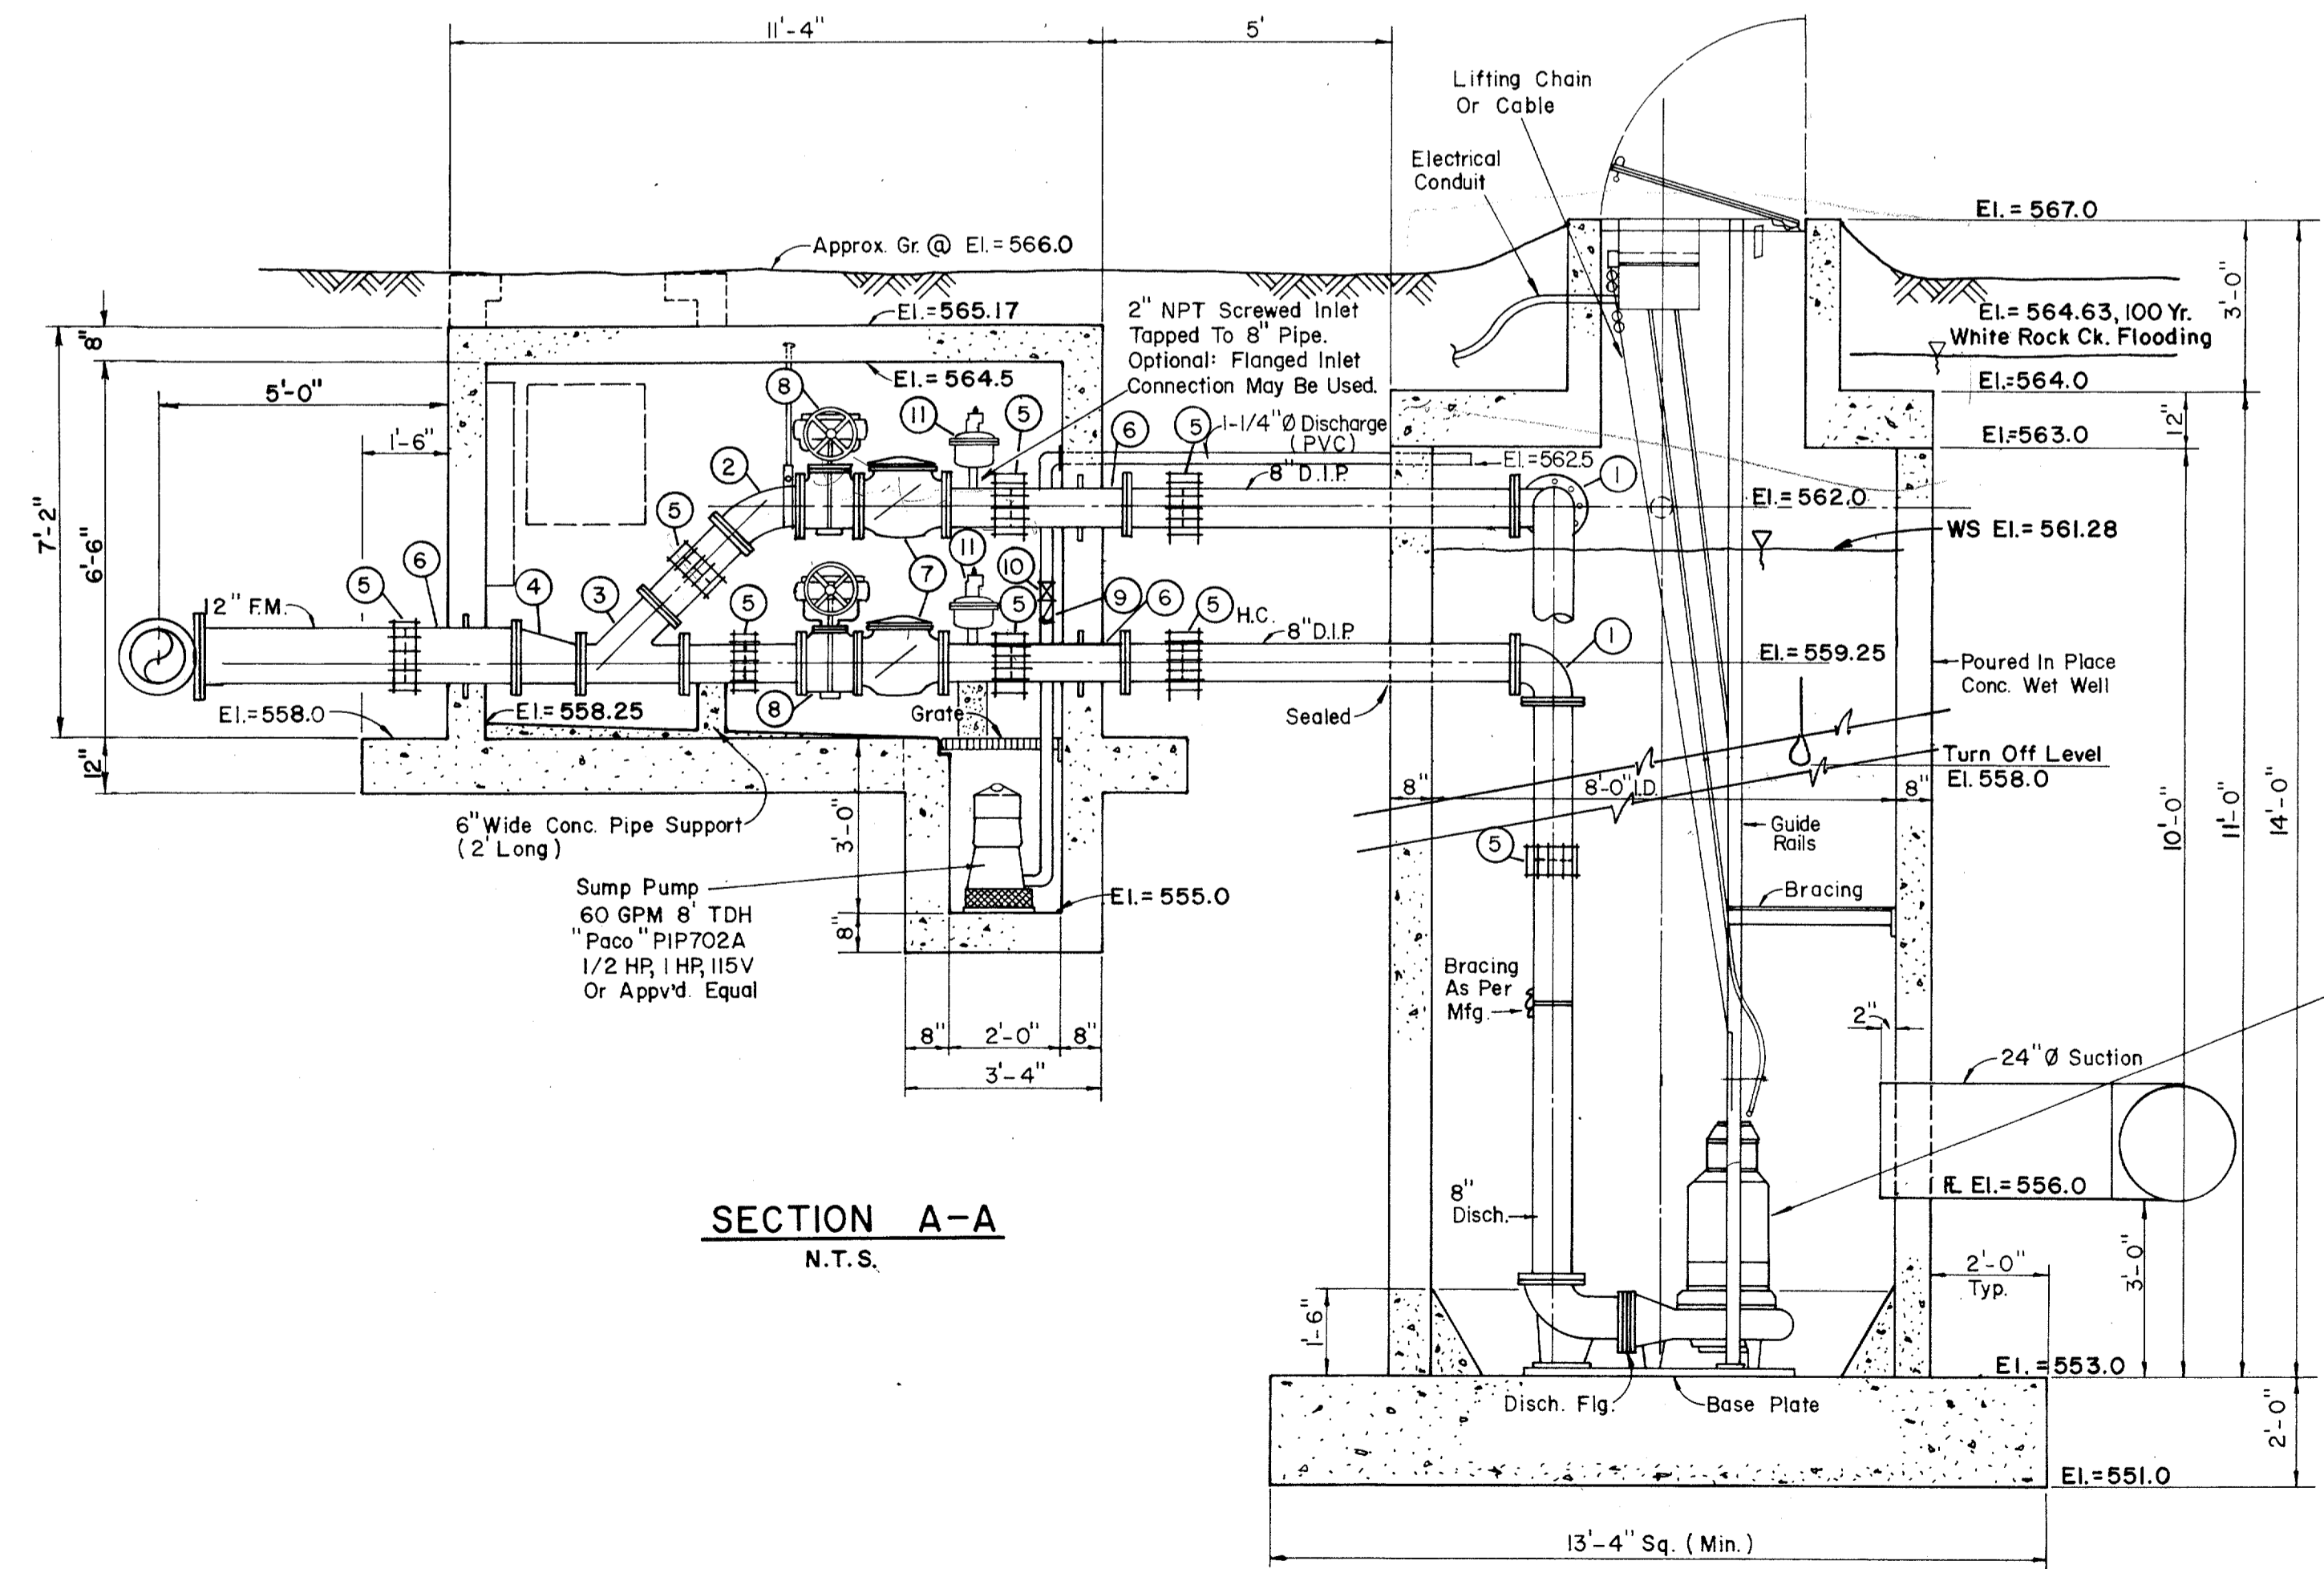 11'-4"
5'
Lifting Chain
Or Cable
Electrical
Conduit
El. = 567.0
Approx. Gr. @ El. = 566.0
El.=565.17
8"
2" NPT Screwed Inlet
Tapped To 8" Pipe.
Optional: Flanged Inlet
Connection May Be Used.
El.= 564.63, 100 Yr.
White Rock Ck. Flooding
3'-0"
El.=564.5
El.=564.0
5'-0"
1'-6"
8
11
5
6
5
1-1/4"Ø Discharge
(PVC)
12"
El.=563.0
El.=562.5
2
8" D.I.P.
1
El.=562.0
7'-2"
6'-6"
5
WS El.= 561.28
11
7
10
5
6
4
3
5
5
9
6
5
H.C.
12" F.M.
8" D.I.P.
1
El.= 559.25
Poured In Place
Conc. Wet Well
El.=558.0
El.= 558.25
8
Grate
Sealed
Turn Off Level
El. 558.0
12"
8"
8'-0" I.D.
8"
6" Wide Conc. Pipe Support
(2' Long)
3'-0"
5
Guide
Rails
10'-0"
11'-0"
14'-0"
Sump Pump
60 GPM 8' TDH
"Paco" PIP702A
1/2 HP, 1 HP, 115V
Or Appv'd. Equal
El.= 555.0
Bracing
8"
Bracing
As Per
Mfg.
2"
8"
2'-0"
8"
3'-4"
24"Ø Suction
8"
Disch.
FL El.= 556.0
SECTION A-A
N.T.S.
2'-0"
Typ.
3'-0"
1'-6"
El. = 553.0
Disch. Flg.
Base Plate
2'-0"
El.=551.0
13'-4" Sq. (Min.)